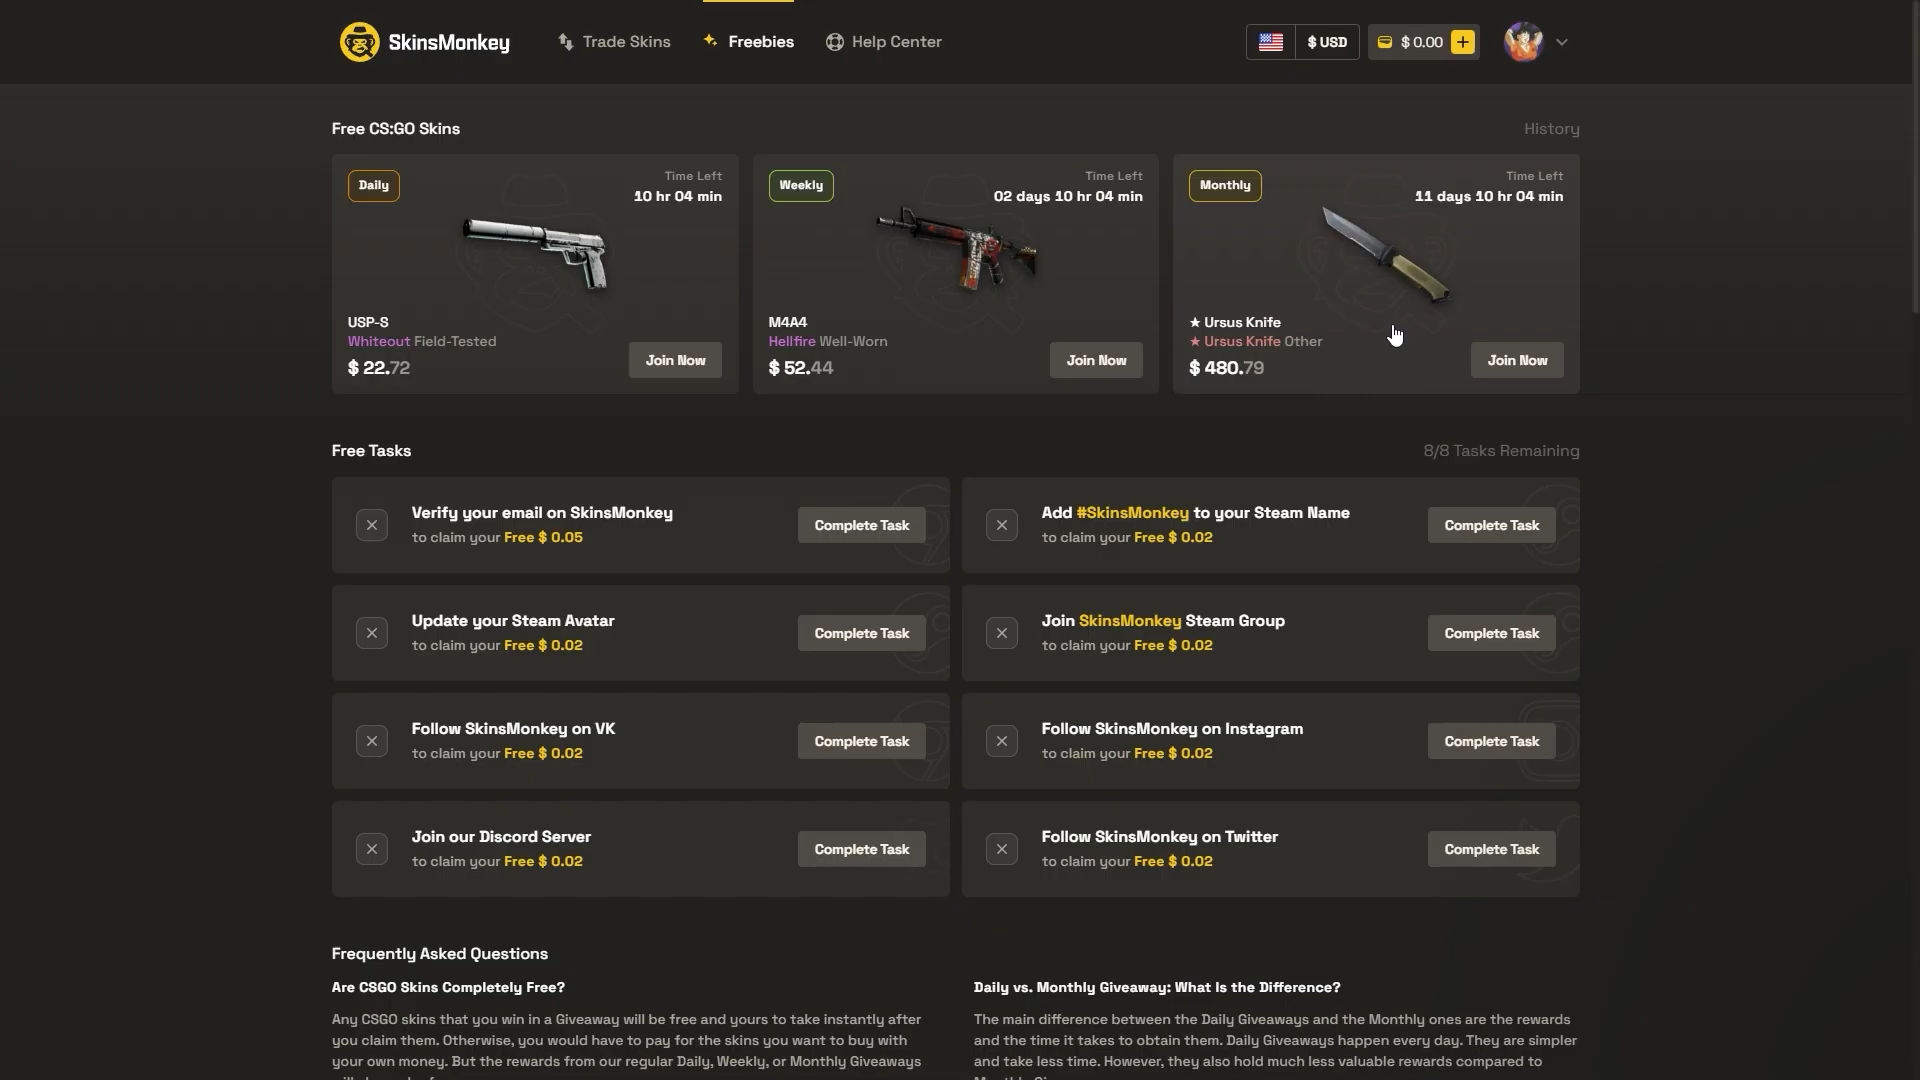 SkinsMonkey
Trade Skins
Freebies
Help Center
$ USD
$ 0.00
Free CS:GO Skins
History
Daily
Time Left
10 hr 04 min
USP-S
Whiteout Field-Tested
$ 22.72
Join Now
Weekly
Time Left
02 days 10 hr 04 min
M4A4
Hellfire Well-Worn
$ 52.44
Join Now
Monthly
Time Left
11 days 10 hr 04 min
★ Ursus Knife
★ Ursus Knife Other
$ 480.79
Join Now
Free Tasks
8/8 Tasks Remaining
Verify your email on SkinsMonkey
to claim your Free $ 0.05
Complete Task
Add #SkinsMonkey to your Steam Name
to claim your Free $ 0.02
Complete Task
Update your Steam Avatar
to claim your Free $ 0.02
Complete Task
Join SkinsMonkey Steam Group
to claim your Free $ 0.02
Complete Task
Follow SkinsMonkey on VK
to claim your Free $ 0.02
Complete Task
Follow SkinsMonkey on Instagram
to claim your Free $ 0.02
Complete Task
Join our Discord Server
to claim your Free $ 0.02
Complete Task
Follow SkinsMonkey on Twitter
to claim your Free $ 0.02
Complete Task
Frequently Asked Questions
Are CSGO Skins Completely Free?
Any CSGO skins that you win in a Giveaway will be free and yours to take instantly after
you claim them. Otherwise, you would have to pay for the skins you want to buy with
your own money. But the rewards from our regular Daily, Weekly, or Monthly Giveaways
Daily vs. Monthly Giveaway: What Is the Difference?
The main difference between the Daily Giveaways and the Monthly ones are the rewards
and the time it takes to obtain them. Daily Giveaways happen every day. They are simpler
and take less time. However, they also hold much less valuable rewards compared to